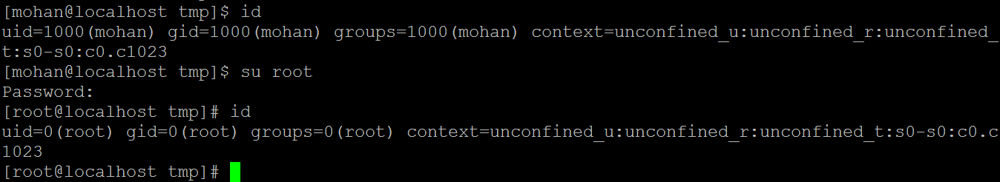 [mohan@localhost tmp]$ id
uid=1000(mohan) gid=1000(mohan) groups=1000(mohan) context=unconfined_u:unconfined_r:unconfined_
t:s0-s0:c0.c1023
[mohan@localhost tmp]$ su root
Password:
[root@localhost tmp]# id
uid=0(root) gid=0(root) groups=0(root) context=unconfined_u:unconfined_r:unconfined_t:s0-s0:c0.c
1023
[root@localhost tmp]#